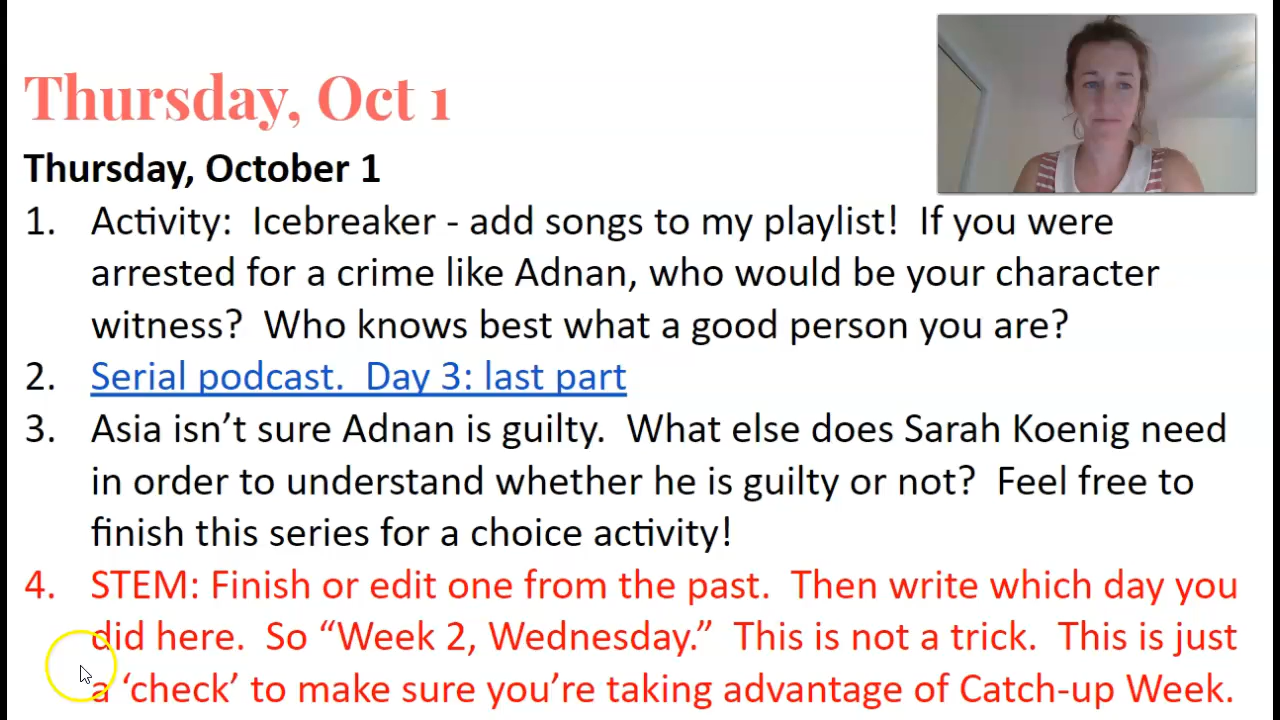 Thursday, Oct 1
Thursday, October 1
1. Activity:  Icebreaker - add songs to my playlist!  If you were
arrested for a crime like Adnan, who would be your character
witness?  Who knows best what a good person you are?
2. Serial podcast.  Day 3: last part
3. Asia isn’t sure Adnan is guilty.  What else does Sarah Koenig need
in order to understand whether he is guilty or not?  Feel free to
finish this series for a choice activity!
4. STEM: Finish or edit one from the past.  Then write which day you
did here.  So “Week 2, Wednesday.”  This is not a trick.  This is just
a ‘check’ to make sure you’re taking advantage of Catch-up Week.